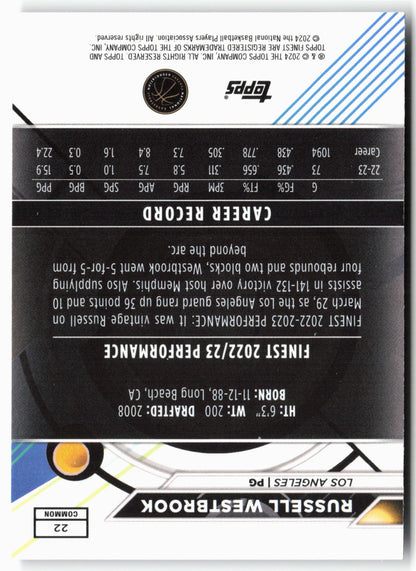 22
COMMON
RUSSELL WESTBROOK
LOS ANGELES | PG
HT: 6'3" WT: 200 DRAFTED: 2008
BORN: 11-12-88, Long Beach, CA
FINEST 2022/23 PERFORMANCE
FINEST 2022-2023 PERFORMANCE: It was vintage Russell on
March 29, as the Los Angeles guard rang up 36 points and 10
assists in 141-132 victory over host Memphis. Also supplying
four rebounds and two blocks, Westbrook went 5-for-5 from
beyond the arc.
CAREER RECORD
G FG% FT% 3PM RPG APG SPG BPG PPG
22-23 73 .436 .656 .311 5.8 7.5 1.0 0.5 15.9
Career 1094 .438 .778 .305 7.3 8.4 1.6 0.3 22.4
topps
® & © 2024 THE TOPPS COMPANY, INC. ALL RIGHTS RESERVED. TOPPS AND
TOPPS FINEST ARE REGISTERED TRADEMARKS OF THE TOPPS COMPANY, INC.
© 2024 the National Basketball Players Association. All rights reserved.